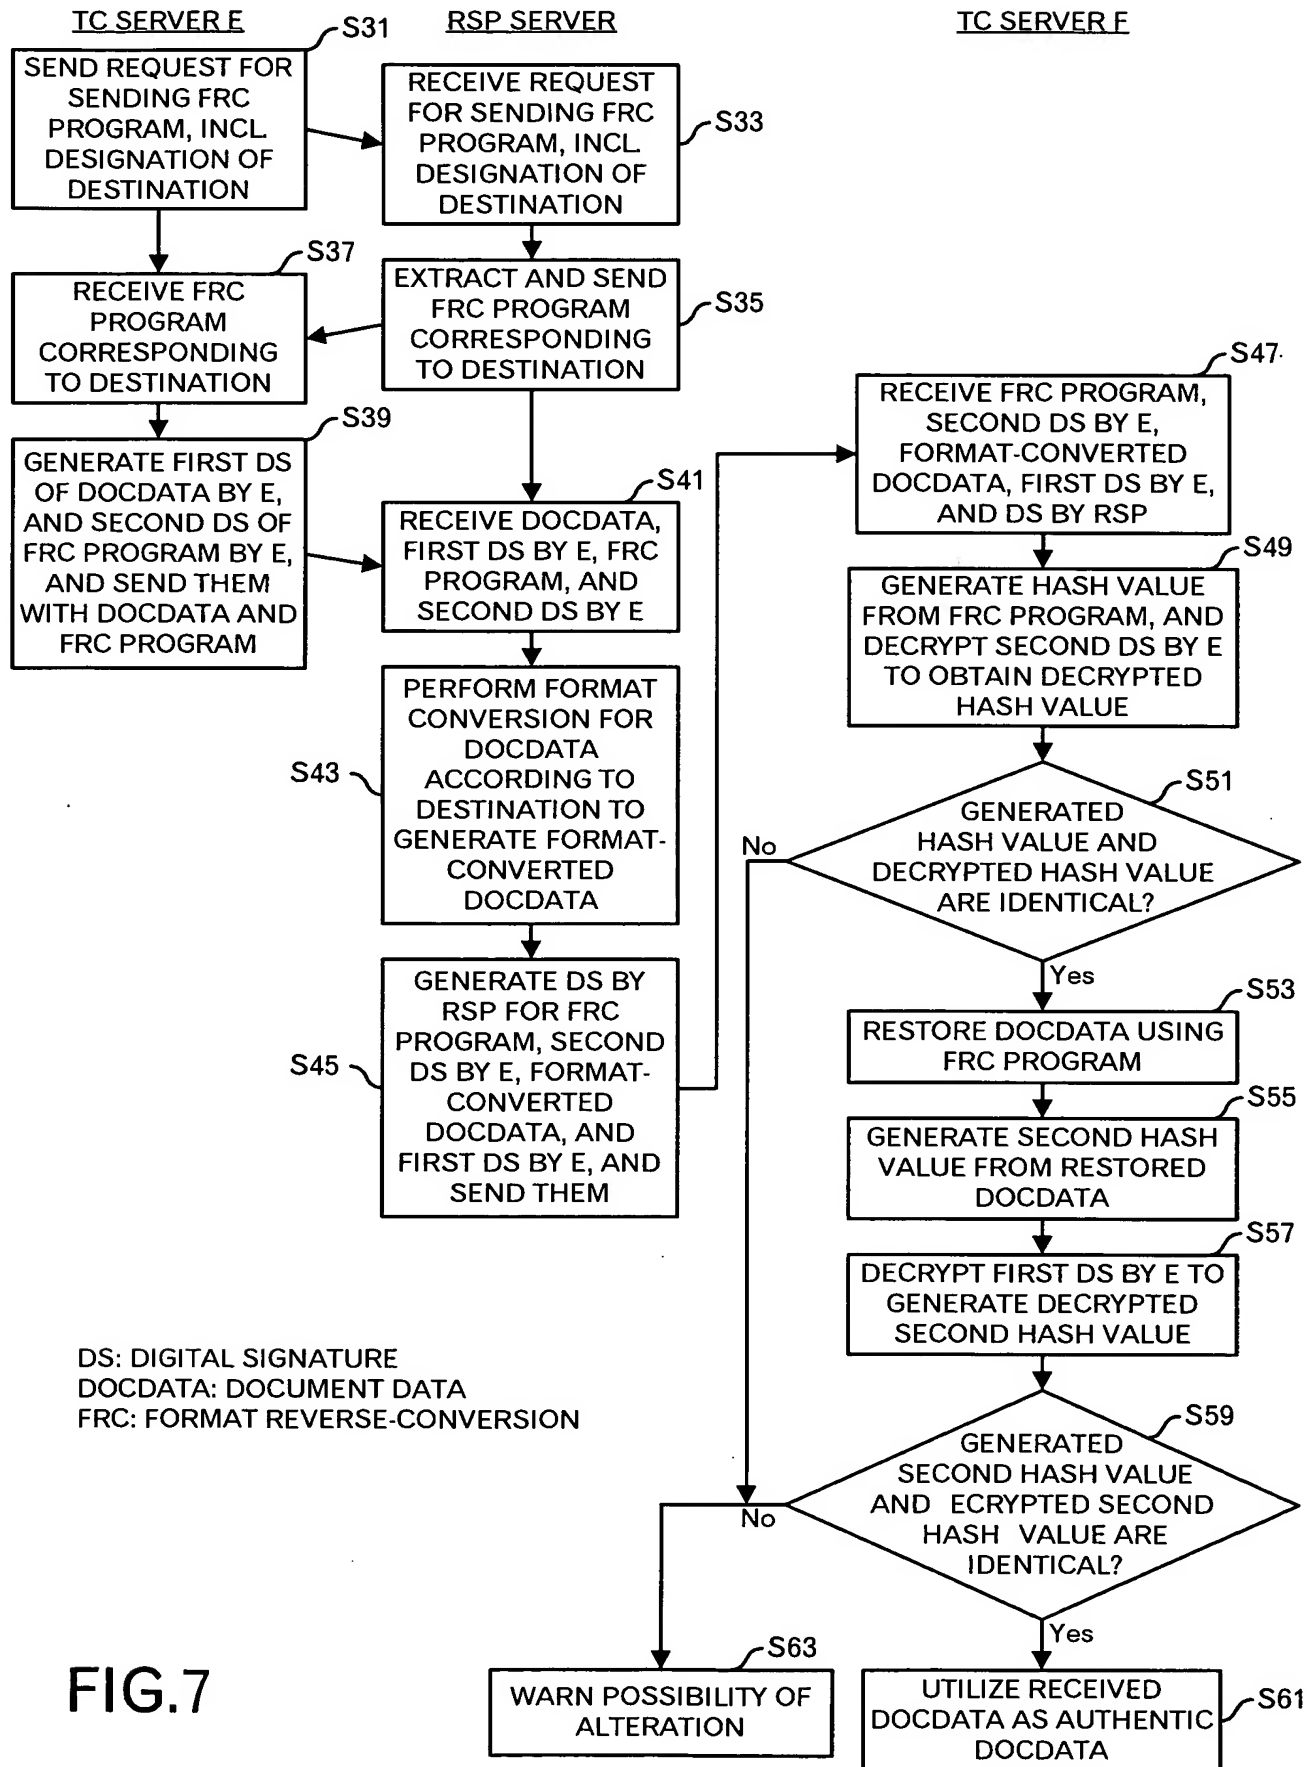 TC SERVER E
RSP SERVER
TC SERVER F
S31
SEND REQUEST FOR
SENDING FRC
PROGRAM, INCL.
DESIGNATION OF
DESTINATION
RECEIVE REQUEST
FOR SENDING FRC
PROGRAM, INCL.
DESIGNATION OF
DESTINATION
S33
S37
RECEIVE FRC
PROGRAM
CORRESPONDING
TO DESTINATION
EXTRACT AND SEND
FRC PROGRAM
CORRESPONDING
TO DESTINATION
S35
S39
GENERATE FIRST DS
OF DOCDATA BY E,
AND SECOND DS OF
FRC PROGRAM BY E,
AND SEND THEM
WITH DOCDATA AND
FRC PROGRAM
S41
RECEIVE DOCDATA,
FIRST DS BY E, FRC
PROGRAM, AND
SECOND DS BY E
S43
PERFORM FORMAT
CONVERSION FOR
DOCDATA
ACCORDING TO
DESTINATION TO
GENERATE FORMAT-
CONVERTED
DOCDATA
S45
GENERATE DS BY
RSP FOR FRC
PROGRAM, SECOND
DS BY E, FORMAT-
CONVERTED
DOCDATA, AND
FIRST DS BY E, AND
SEND THEM
S47
RECEIVE FRC PROGRAM,
SECOND DS BY E,
FORMAT-CONVERTED
DOCDATA, FIRST DS BY E,
AND DS BY RSP
S49
GENERATE HASH VALUE
FROM FRC PROGRAM, AND
DECRYPT SECOND DS BY E
TO OBTAIN DECRYPTED
HASH VALUE
S51
GENERATED
HASH VALUE AND
DECRYPTED HASH VALUE
ARE IDENTICAL?
No
Yes
S53
RESTORE DOCDATA USING
FRC PROGRAM
S55
GENERATE SECOND HASH
VALUE FROM RESTORED
DOCDATA
S57
DECRYPT FIRST DS BY E TO
GENERATE DECRYPTED
SECOND HASH VALUE
S59
GENERATED
SECOND HASH VALUE
AND ECRYPTED SECOND
HASH VALUE ARE
IDENTICAL?
No
Yes
S61
UTILIZE RECEIVED
DOCDATA AS AUTHENTIC
DOCDATA
S63
WARN POSSIBILITY OF
ALTERATION
DS: DIGITAL SIGNATURE
DOCDATA: DOCUMENT DATA
FRC: FORMAT REVERSE-CONVERSION
FIG.7